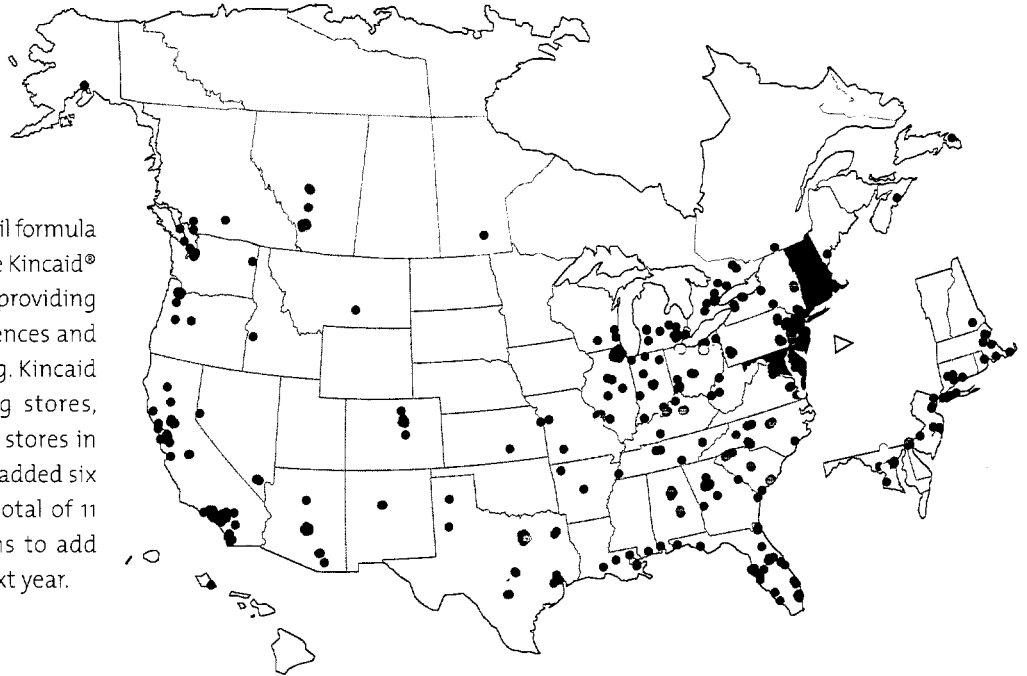 il formula
e Kincaid®
providing
ences and
g. Kincaid
g stores,
stores in
added six
otal of 11
ns to add
xt year.